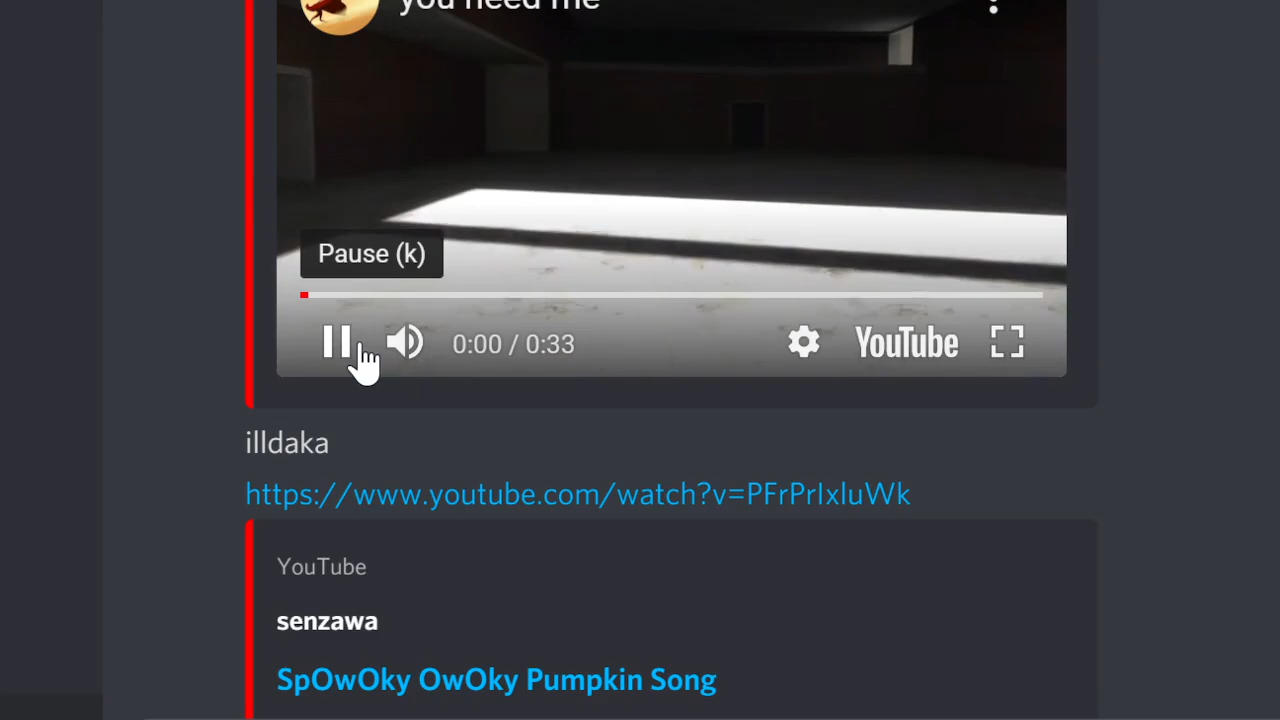 you need me
Pause (k)
0:00 / 0:33
YouTube
illdaka
https://www.youtube.com/watch?v=PFrPrIxluWk
YouTube
senzawa
SpOwOky OwOky Pumpkin Song